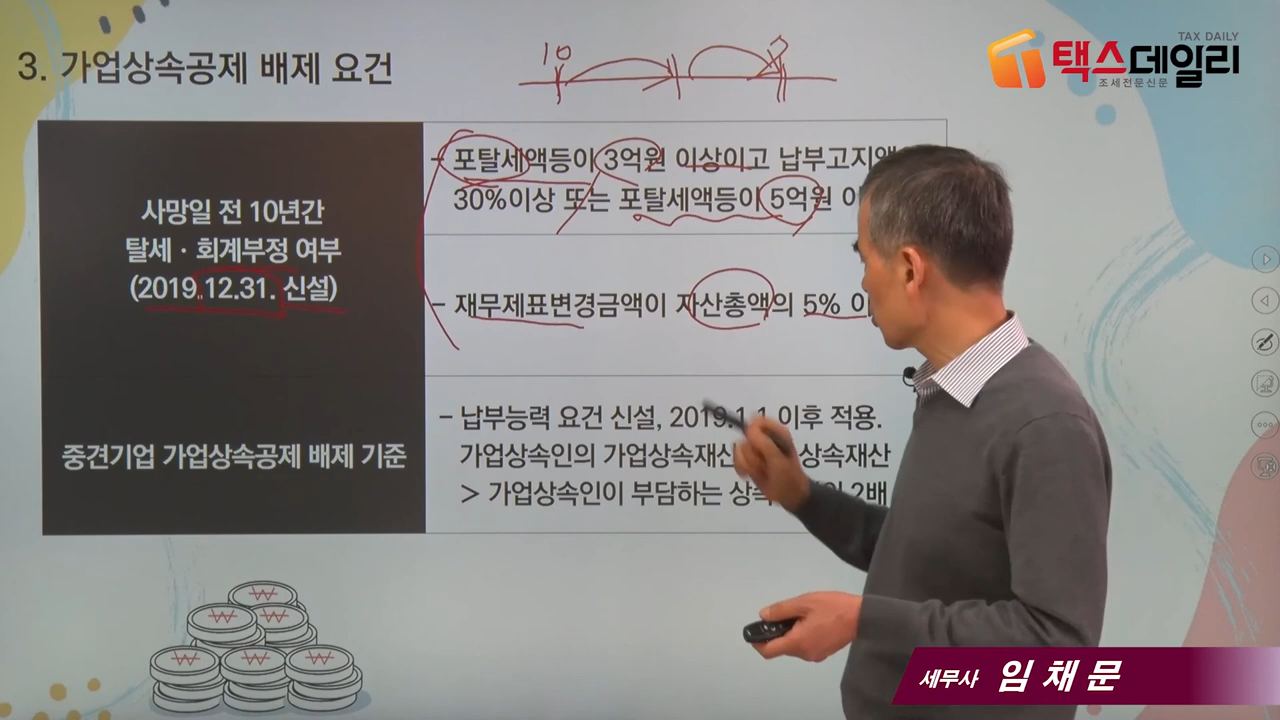 3. 가업상속공제 배제 요건
10
TAX DAILY
택스데일리
조세전문신문
사망일 전 10년간
탈세 · 회계부정 여부
(2019.12.31. 신설)
- 포탈세액등이 3억원 이상이고 납부고지액
30%이상 또는 포탈세액등이 5억원
- 재무제표변경금액이 자산총액의 5%
중견기업 가업상속공제 배제 기준
- 납부능력 요건 신설, 2019.1.1 이후 적용.
가업상속인의 가업상속재산 상속재산
> 가업상속인이 부담하는 2배
세무사 임채문